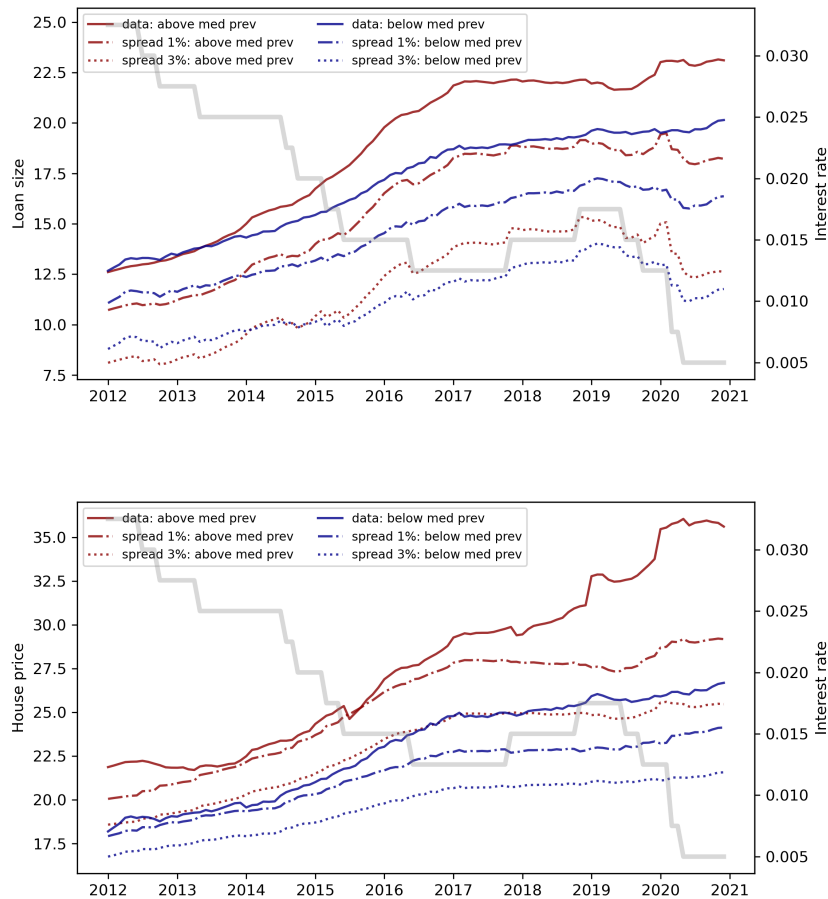 data: above med prev data: below med prev
spread 1%: above med prev spread 1%: below med prev
spread 3%: above med prev spread 3%: below med prev
25.0
22.5
20.0
17.5
15.0
12.5
10.0
7.5
Loan size
0.030
0.025
0.020
0.015
0.010
0.005
Interest rate
2012 2013 2014 2015 2016 2017 2018 2019 2020 2021
data: above med prev data: below med prev
spread 1%: above med prev spread 1%: below med prev
spread 3%: above med prev spread 3%: below med prev
35.0
32.5
30.0
27.5
25.0
22.5
20.0
17.5
House price
0.030
0.025
0.020
0.015
0.010
0.005
Interest rate
2012 2013 2014 2015 2016 2017 2018 2019 2020 2021